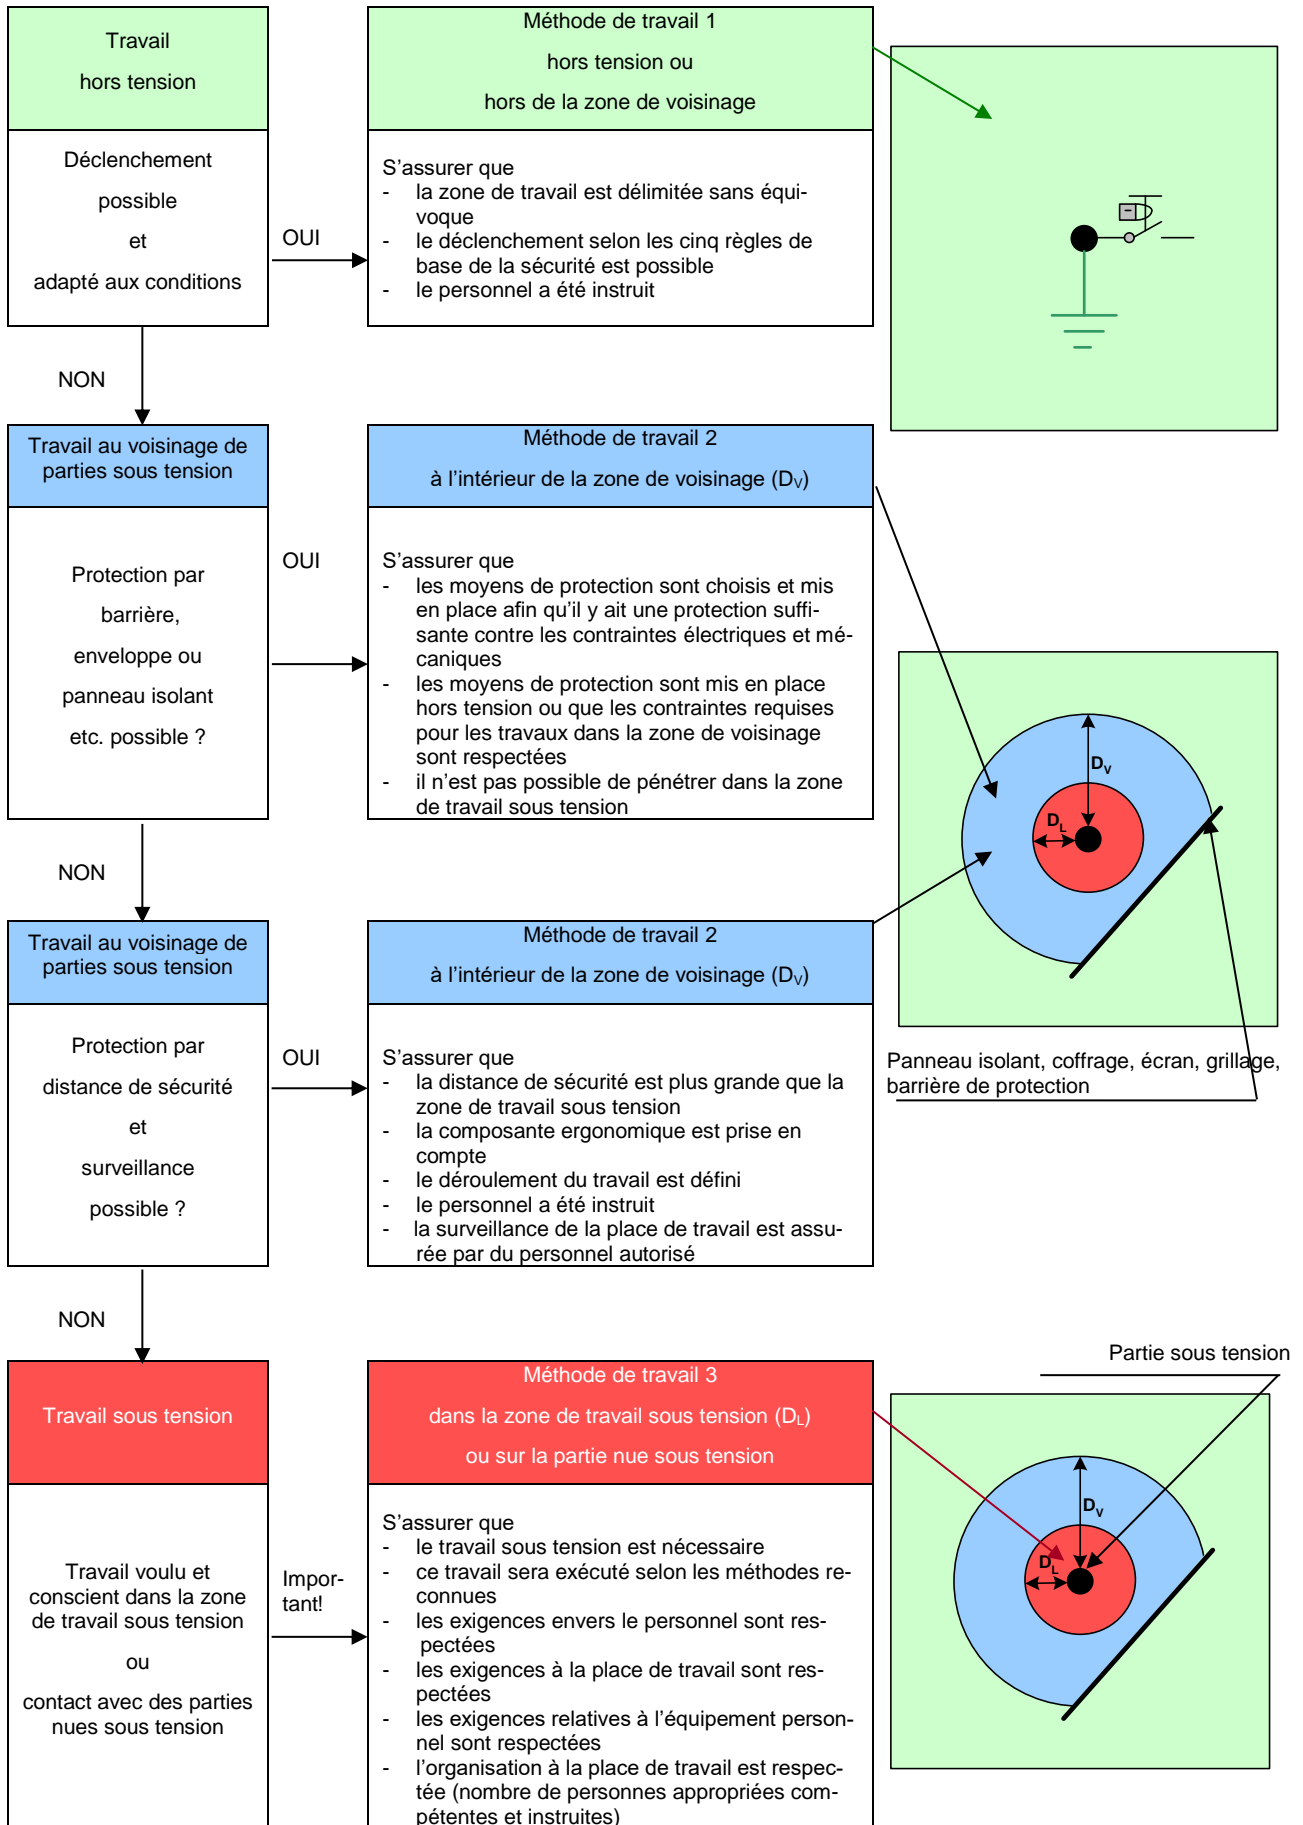 Travail
hors tension
Déclenchement
possible
et
adapté aux conditions
OUI
Méthode de travail 1
hors tension ou
hors de la zone de voisinage
S’assurer que
- la zone de travail est délimitée sans équi-
voque
- le déclenchement selon les cinq règles de
base de la sécurité est possible
- le personnel a été instruit
NON
Travail au voisinage de
parties sous tension
Protection par
barrière,
enveloppe ou
panneau isolant
etc. possible ?
OUI
Méthode de travail 2
à l’intérieur de la zone de voisinage (DV)
S’assurer que
- les moyens de protection sont choisis et mis
en place afin qu’il y ait une protection suffi-
sante contre les contraintes électriques et mé-
caniques
- les moyens de protection sont mis en place
hors tension ou que les contraintes requises
pour les travaux dans la zone de voisinage
sont respectées
- il n’est pas possible de pénétrer dans la zone
de travail sous tension
DV
DL
Panneau isolant, coffrage, écran, grillage,
barrière de protection
NON
Travail au voisinage de
parties sous tension
Protection par
distance de sécurité
et
surveillance
possible ?
OUI
Méthode de travail 2
à l’intérieur de la zone de voisinage (DV)
S’assurer que
- la distance de sécurité est plus grande que la
zone de travail sous tension
- la composante ergonomique est prise en
compte
- le déroulement du travail est défini
- le personnel a été instruit
- la surveillance de la place de travail est assu-
rée par du personnel autorisé
NON
Travail sous tension
Travail voulu et
conscient dans la zone
de travail sous tension
ou
contact avec des parties
nues sous tension
Impor-
tant!
Méthode de travail 3
dans la zone de travail sous tension (DL)
ou sur la partie nue sous tension
S’assurer que
- le travail sous tension est nécessaire
- ce travail sera exécuté selon les méthodes re-
connues
- les exigences envers le personnel sont res-
pectées
- les exigences à la place de travail sont res-
pectées
- les exigences relatives à l’équipement person-
nel sont respectées
- l’organisation à la place de travail est respec-
tée (nombre de personnes appropriées com-
pétentes et instruites)
Partie sous tension
DV
DL